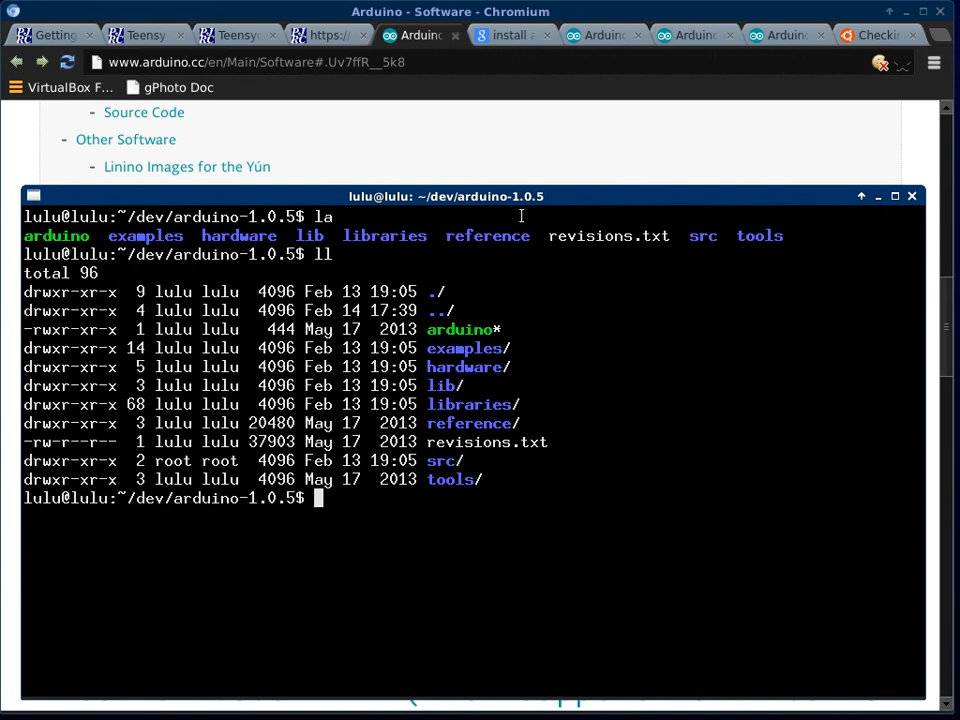 Arduino - Software - Chromium
Getting Teensy Teensy https:/ Arduino install a Arduino Arduino Arduino Checkin
www.arduino.cc/en/Main/Software#.Uv7ffR__5k8
VirtualBox F... gPhoto Doc
- Source Code
- Other Software
- Linino Images for the Yún
lulu@lulu: ~/dev/arduino-1.0.5
lulu@lulu:~/dev/arduino-1.0.5$ la
arduino examples hardware lib libraries reference revisions.txt src tools
lulu@lulu:~/dev/arduino-1.0.5$ ll
total 96
drwxr-xr-x 9 lulu lulu 4096 Feb 13 19:05 ./
drwxr-xr-x 4 lulu lulu 4096 Feb 14 17:39 ../
-rwxr-xr-x 1 lulu lulu 444 May 17 2013 arduino*
drwxr-xr-x 14 lulu lulu 4096 Feb 13 19:05 examples/
drwxr-xr-x 5 lulu lulu 4096 Feb 13 19:05 hardware/
drwxr-xr-x 3 lulu lulu 4096 Feb 13 19:05 lib/
drwxr-xr-x 68 lulu lulu 4096 Feb 13 19:05 libraries/
drwxr-xr-x 3 lulu lulu 20480 May 17 2013 reference/
-rw-r--r-- 1 lulu lulu 37903 May 17 2013 revisions.txt
drwxr-xr-x 2 root root 4096 Feb 13 19:05 src/
drwxr-xr-x 3 lulu lulu 4096 May 17 2013 tools/
lulu@lulu:~/dev/arduino-1.0.5$